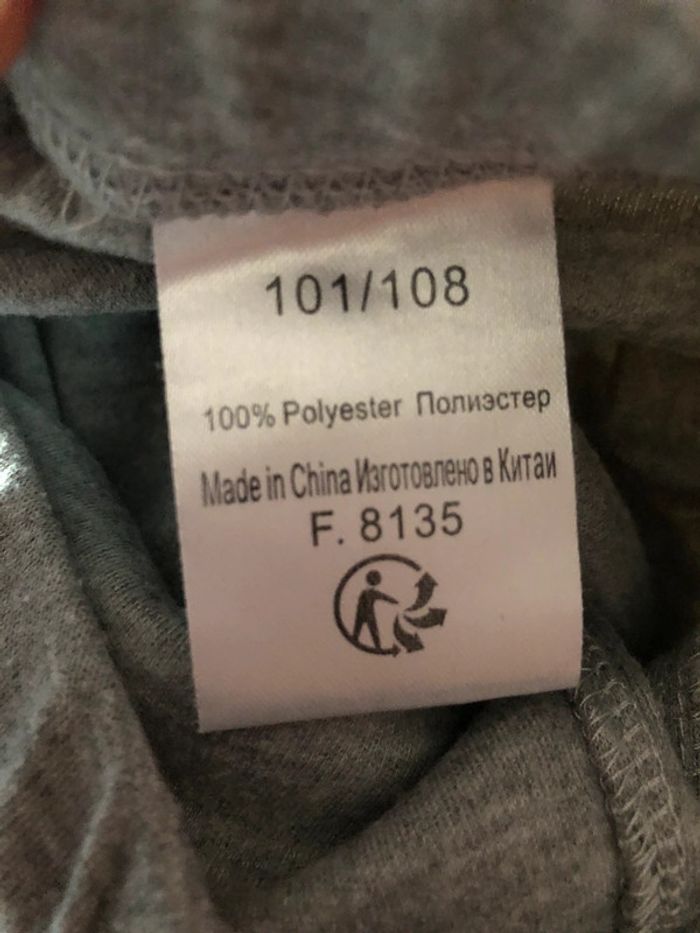 101/108
100% Polyester Полиэстер
Made in China Изготовлено в Китаи
F. 8135